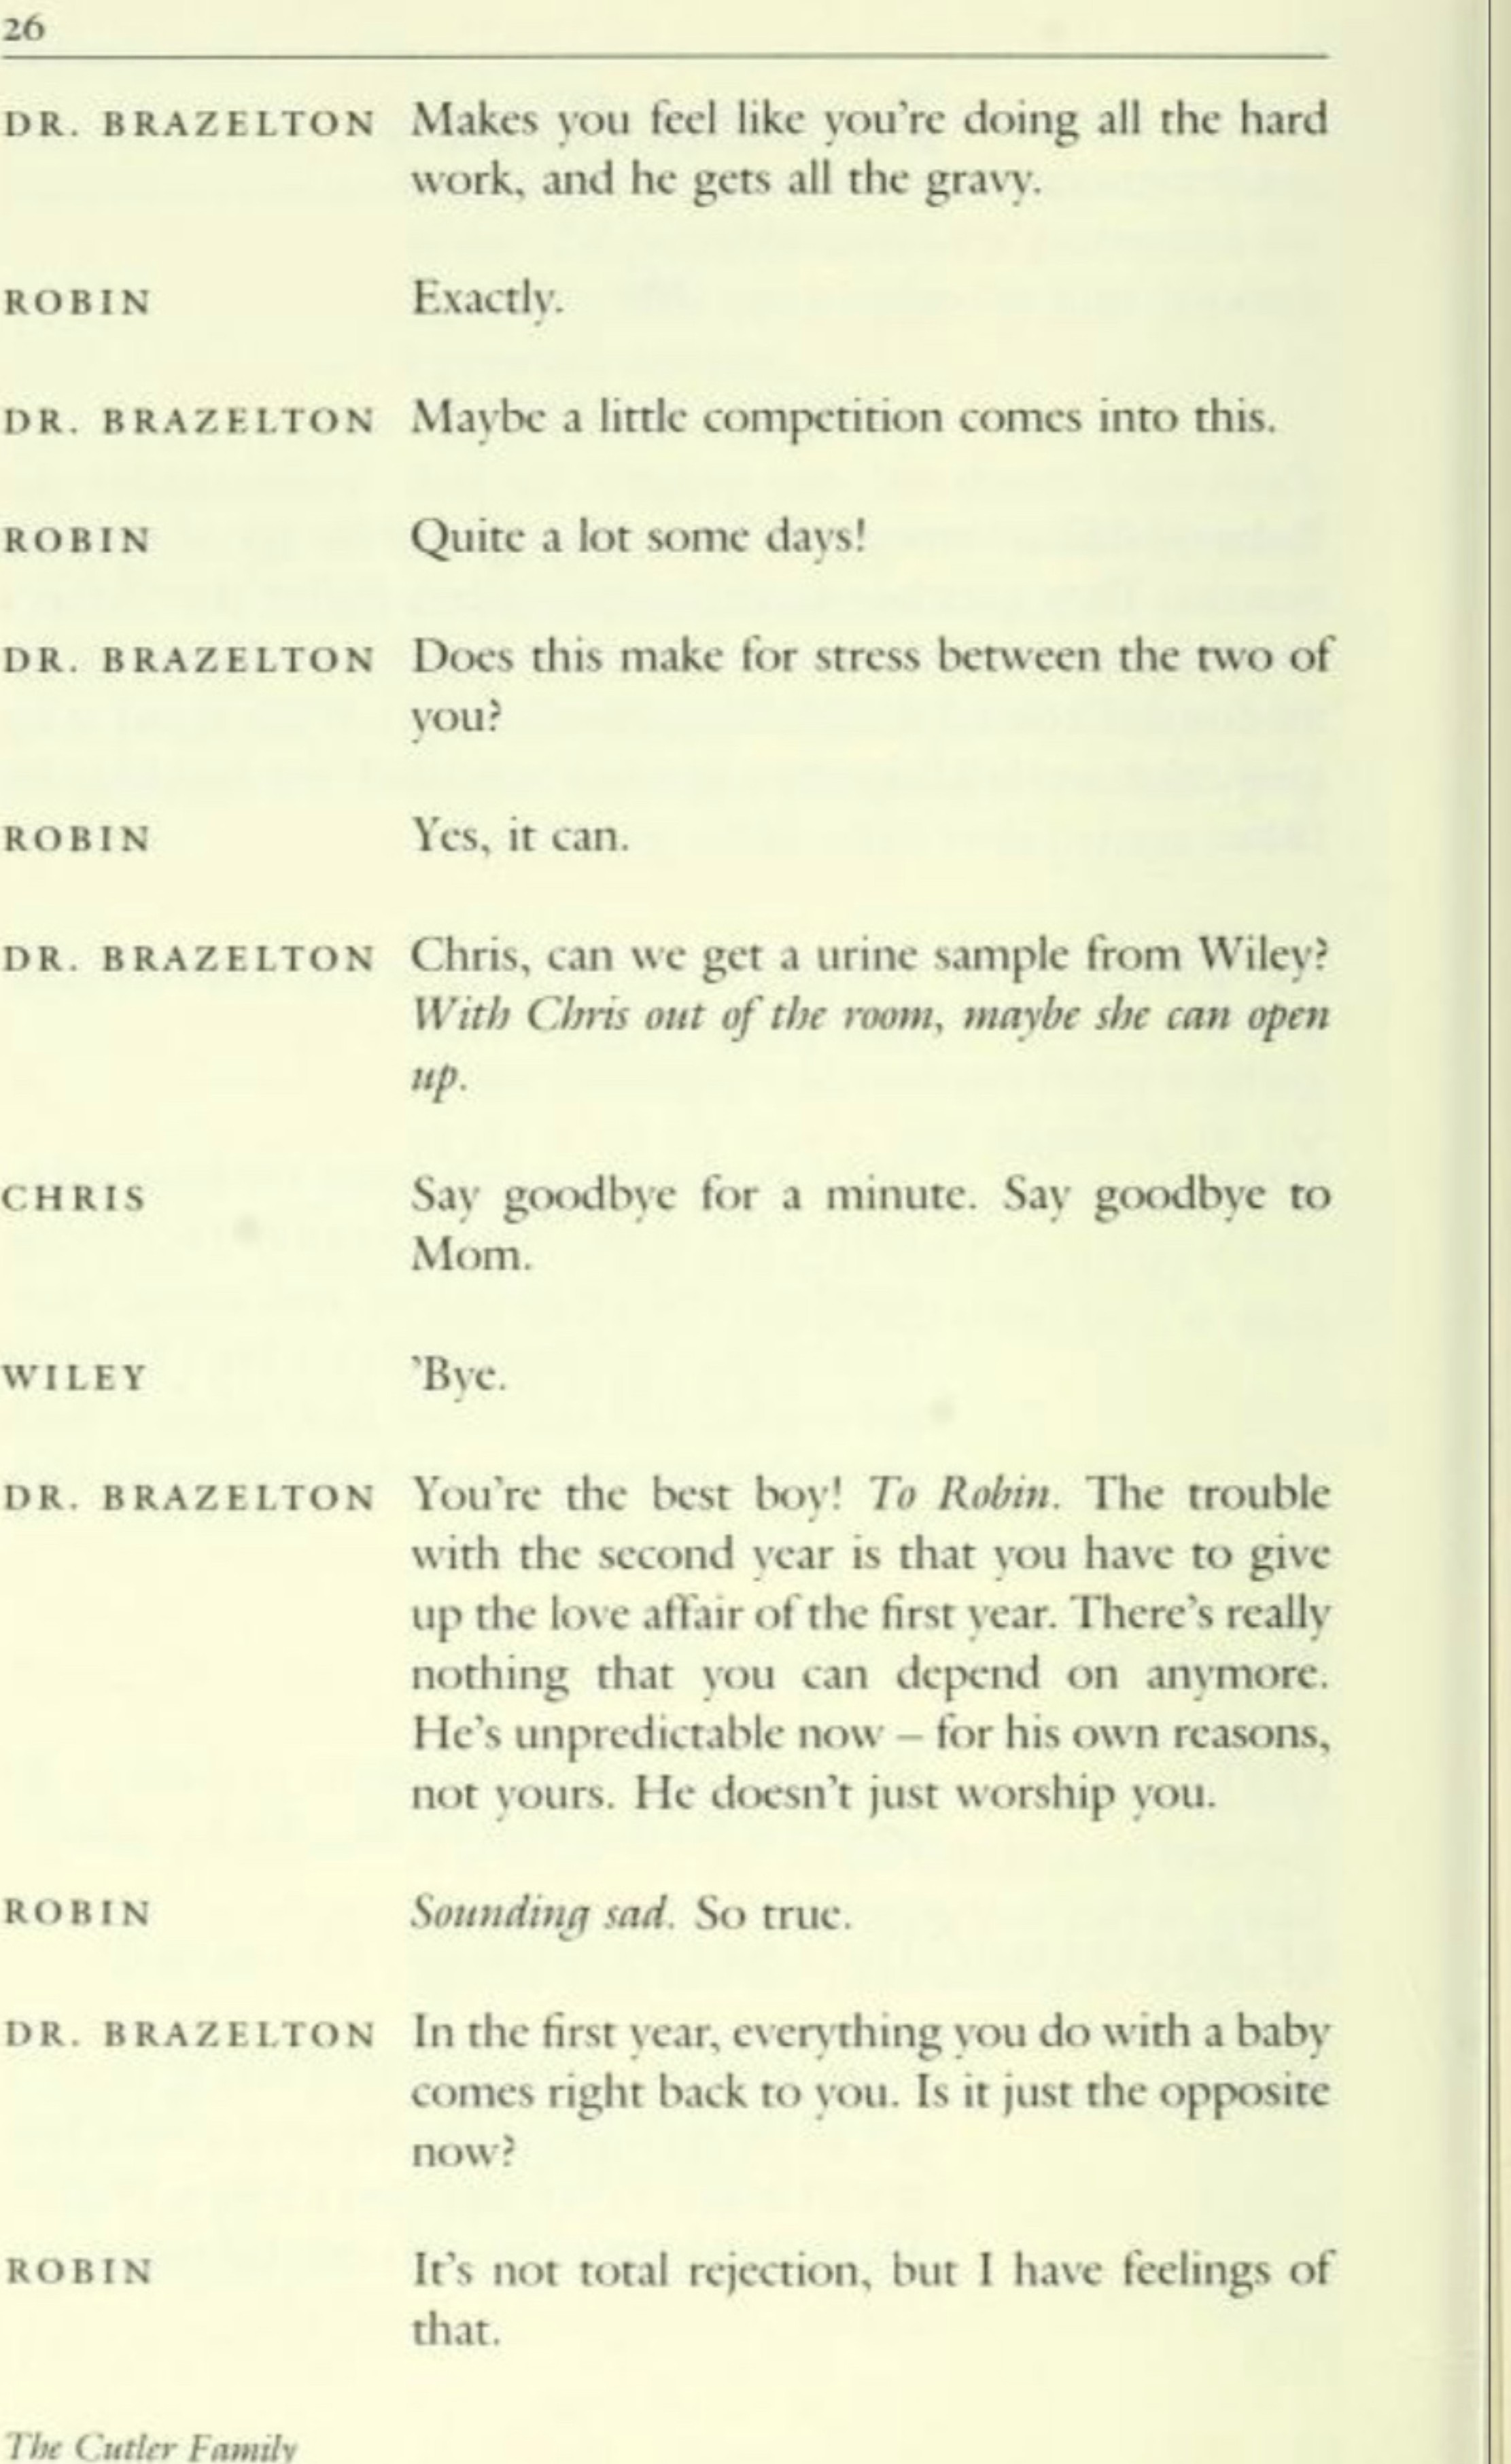 26
DR. BRAZELTON Makes you feel like you're doing all the hard
work, and he gets all the gravy.
ROBIN Exactly.
DR. BRAZELTON Maybe a little competition comes into this.
ROBIN Quite a lot some days!
DR. BRAZELTON Does this make for stress between the two of
you?
ROBIN Yes, it can.
DR. BRAZELTON Chris, can we get a urine sample from Wiley?
With Chris out of the room, maybe she can open
up.
CHRIS Say goodbye for a minute. Say goodbye to
Mom.
WILEY 'Bye.
DR. BRAZELTON You're the best boy! To Robin. The trouble
with the second year is that you have to give
up the love affair of the first year. There's really
nothing that you can depend on anymore.
He's unpredictable now – for his own reasons,
not yours. He doesn't just worship you.
ROBIN Sounding sad. So true.
DR. BRAZELTON In the first year, everything you do with a baby
comes right back to you. Is it just the opposite
now?
ROBIN It's not total rejection, but I have feelings of
that.
The Cutler Family